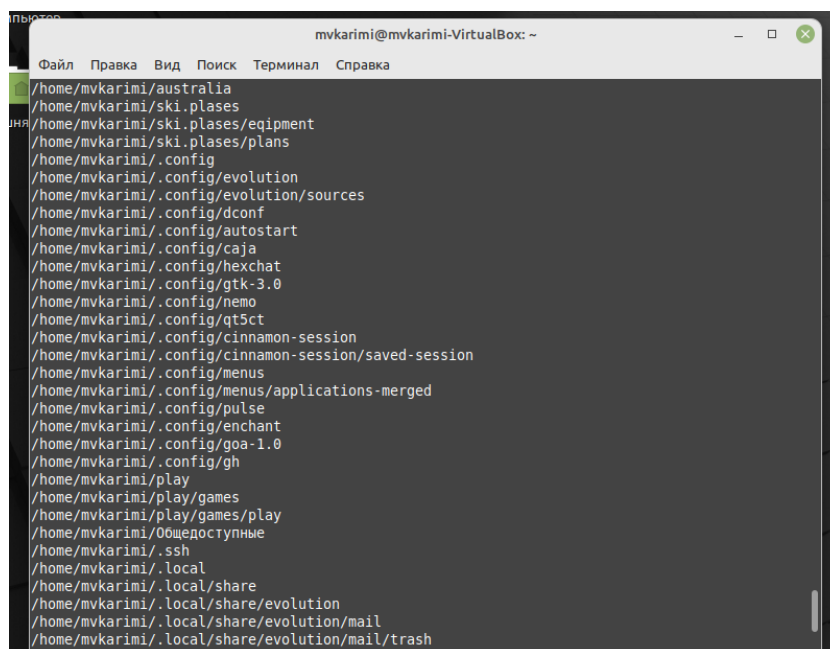 mvkarimi@mvkarimi-VirtualBox: ~
Файл Правка Вид Поиск Терминал Справка
/home/mvkarimi/australia
/home/mvkarimi/ski.plases
/home/mvkarimi/ski.plases/eqipment
/home/mvkarimi/ski.plases/plans
/home/mvkarimi/.config
/home/mvkarimi/.config/evolution
/home/mvkarimi/.config/evolution/sources
/home/mvkarimi/.config/dconf
/home/mvkarimi/.config/autostart
/home/mvkarimi/.config/caja
/home/mvkarimi/.config/hexchat
/home/mvkarimi/.config/gtk-3.0
/home/mvkarimi/.config/nemo
/home/mvkarimi/.config/qt5ct
/home/mvkarimi/.config/cinnamon-session
/home/mvkarimi/.config/cinnamon-session/saved-session
/home/mvkarimi/.config/menus
/home/mvkarimi/.config/menus/applications-merged
/home/mvkarimi/.config/pulse
/home/mvkarimi/.config/enchant
/home/mvkarimi/.config/goa-1.0
/home/mvkarimi/.config/gh
/home/mvkarimi/play
/home/mvkarimi/play/games
/home/mvkarimi/play/games/play
/home/mvkarimi/Общедоступные
/home/mvkarimi/.ssh
/home/mvkarimi/.local
/home/mvkarimi/.local/share
/home/mvkarimi/.local/share/evolution
/home/mvkarimi/.local/share/evolution/mail
/home/mvkarimi/.local/share/evolution/mail/trash